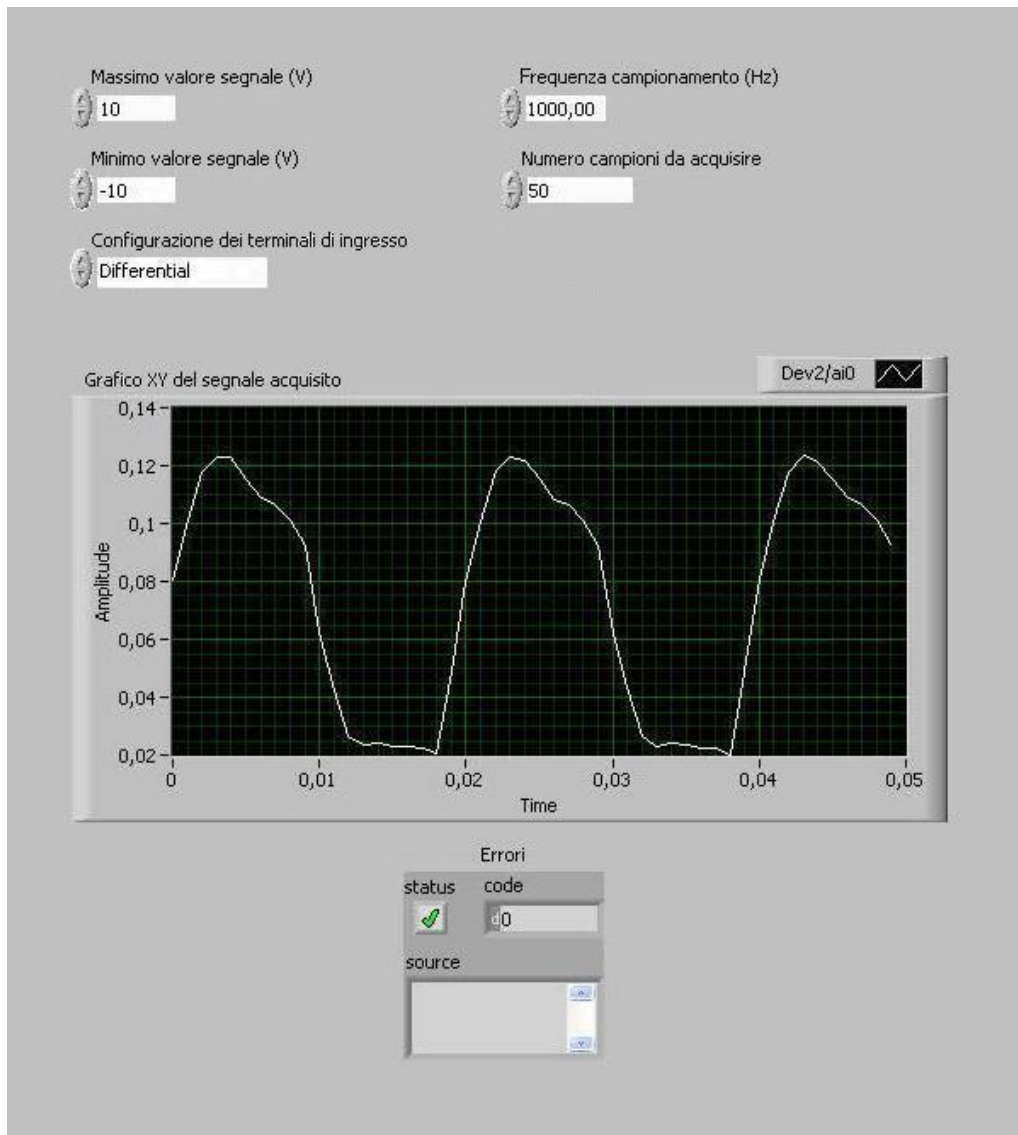 Massimo valore segnale (V)
10
Frequenza campionamento (Hz)
1000,00
Minimo valore segnale (V)
-10
Numero campioni da acquisire
50
Configurazione dei terminali di ingresso
Differential
Grafico XY del segnale acquisito
Dev2/ai0
Amplitude
0,14
0,12
0,1
0,08
0,06
0,04
0,02
0
0,01
0,02
0,03
0,04
0,05
Time
Errori
status
code
d0
source